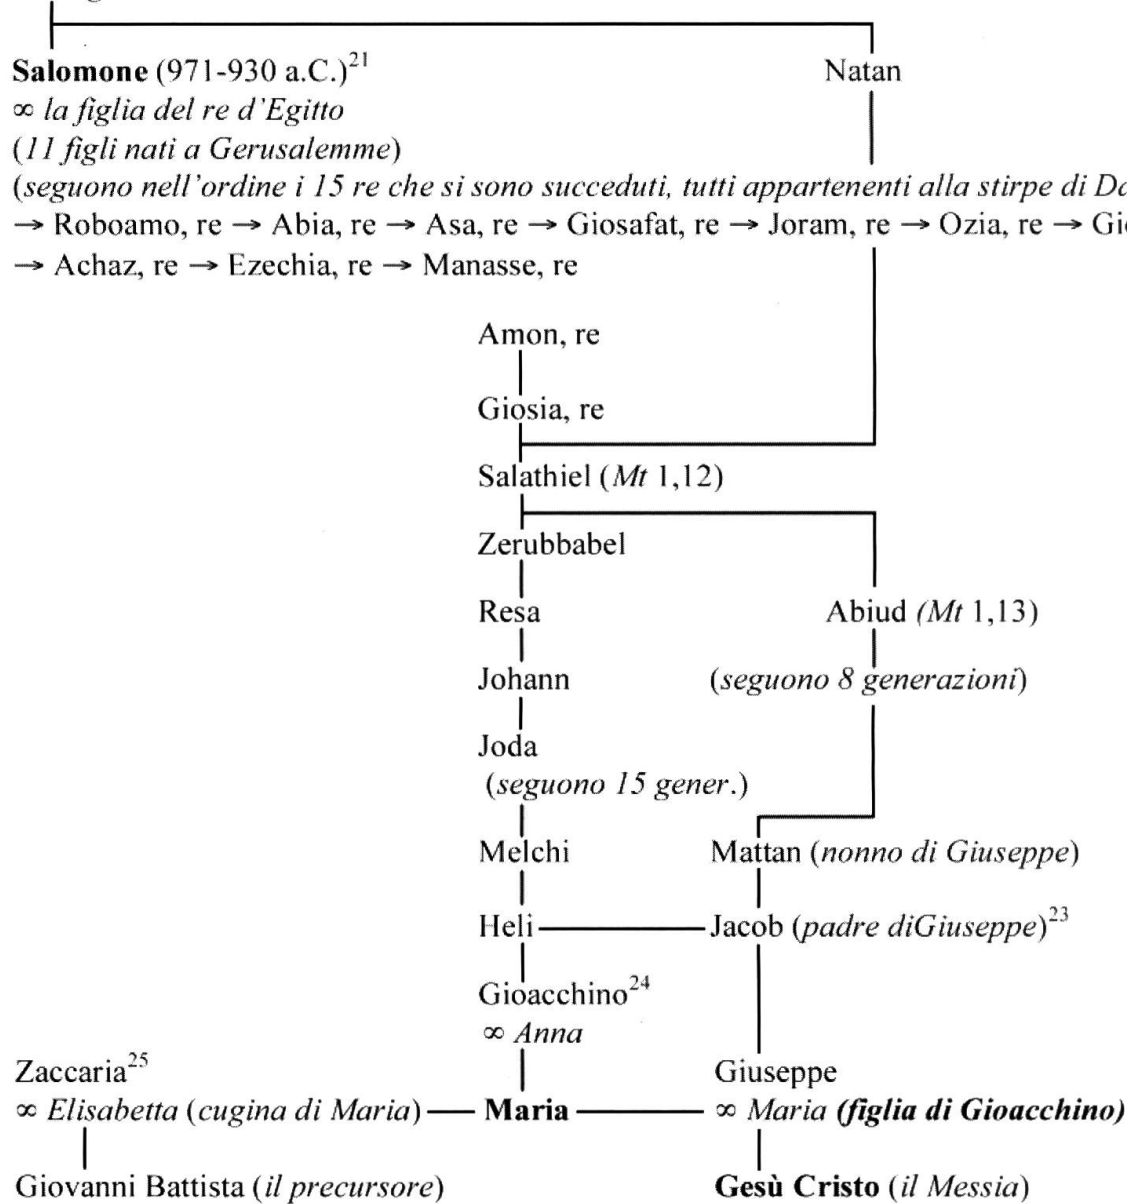 Salomone (971-930 a.C.)21 Natan
∞ la figlia del re d'Egitto
(11 figli nati a Gerusalemme)
(seguono nell'ordine i 15 re che si sono succeduti, tutti appartenenti alla stirpe di
→ Roboamo, re → Abia, re → Asa, re → Giosafat, re → Joram, re → Ozia, re →
→ Achaz, re → Ezechia, re → Manasse, re
Amon, re
Giosia, re
Salathiel (Mt 1,12)
Zerubbabel
Resa Abiud (Mt 1,13)
Johann (seguono 8 generazioni)
Joda
(seguono 15 gener.)
Melchi Mattan (nonno di Giuseppe)
Heli Jacob (padre diGiuseppe)23
Gioacchino24
∞ Anna
Zaccaria25 Giuseppe
∞ Elisabetta (cugina di Maria) Maria ∞ Maria (figlia di Gioacchino)
Giovanni Battista (il precursore) Gesù Cristo (il Messia)